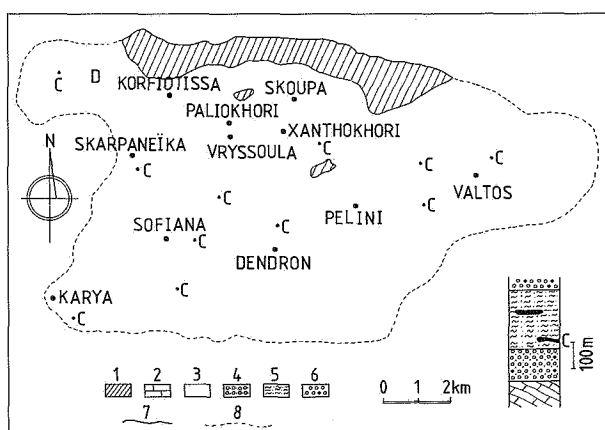 C D
KORFIOTISSA
SKOUPA
PALIOKHORI
XANTHOKHORI
N
SKARPANEÏKA
VRYSSOULA
C
C
C
C
VALTOS
C
C
PELINI
SOFIANA
C
C
DENDRON
KARYA
C
C
C
100m
1 2 3 4 5 6
0 1 2km
7 8